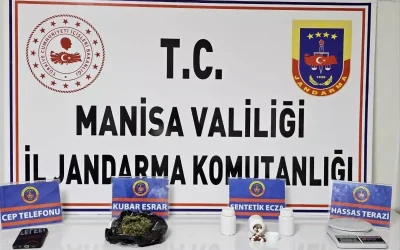 T.C.
MANİSA VALİLİĞİ
İL JANDARMA KOMUTANLIĞI
CEP TELEFONU
KUBAR ESRAR
SENTETİK ECZA
HASSAS TERAZİ
JANDARMA